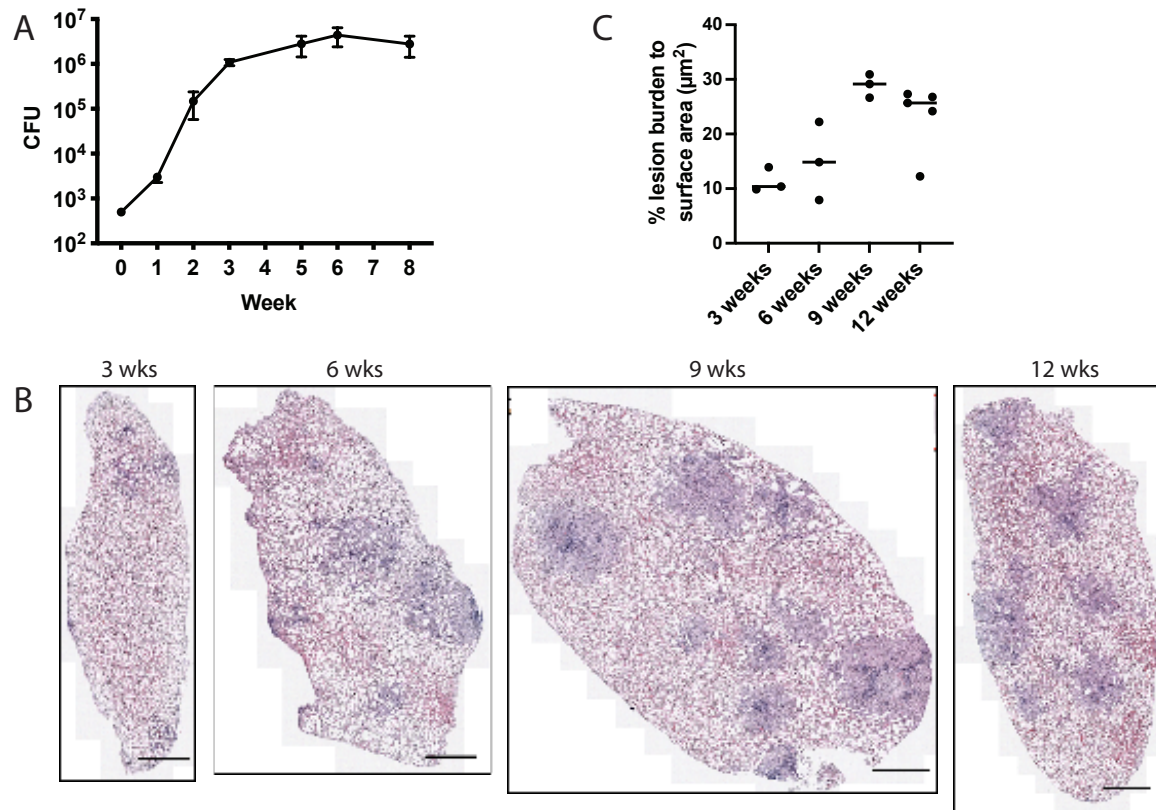 A
10⁷
10⁶
10⁵
10⁴
10³
10²
CFU
0 1 2 3 4 5 6 7 8
Week
C
40
30
20
10
0
% lesion burden to
surface area (µm²)
3 weeks
6 weeks
9 weeks
12 weeks
B
3 wks
6 wks
9 wks
12 wks